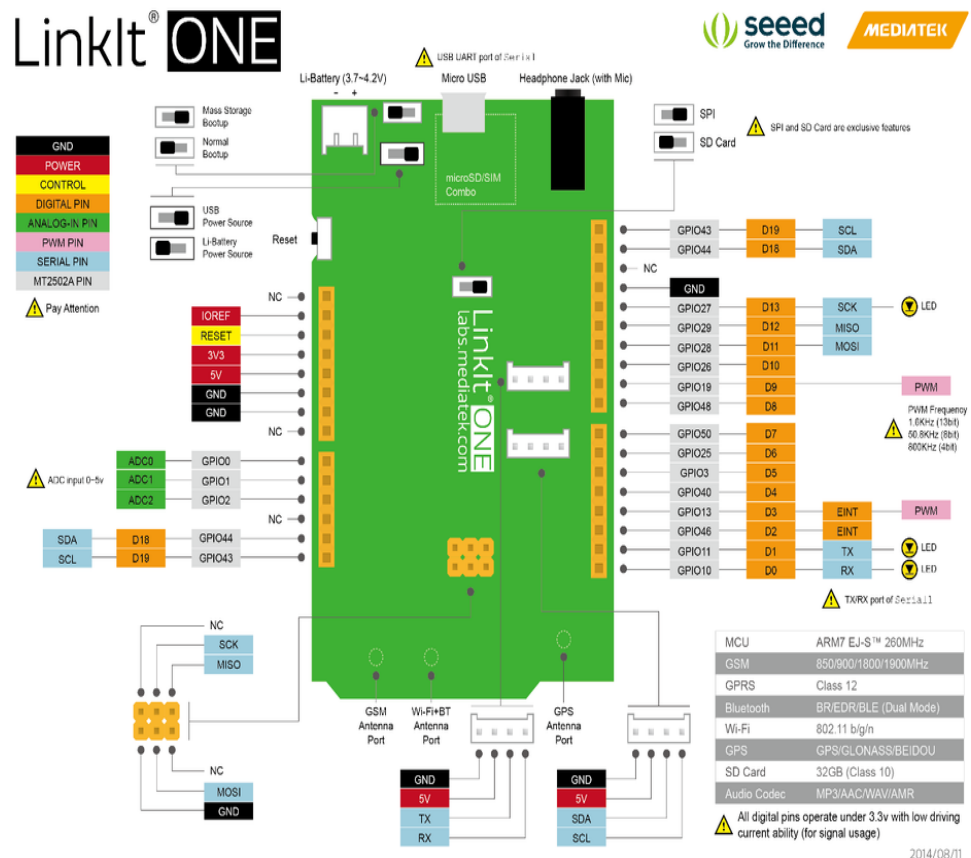 LinkIt® ONE
seeed
Grow the Difference
MEDIATEK
USB UART port of Serial
Li-Battery (3.7~4.2V)
Micro USB
Headphone Jack (with Mic)
- +
Mass Storage
Bootup
Normal
Bootup
USB
Power Source
Li-Battery
Power Source
SPI
SD Card
SPI and SD Card are exclusive features
microSD/SIM
Combo
GND
POWER
CONTROL
DIGITAL PIN
ANALOG-IN PIN
PWM PIN
SERIAL PIN
MT2502A PIN
Pay Attention
Reset
NC
IOREF
RESET
3V3
5V
GND
GND
NC
ADC input 0~5v
ADC0 GPIO0
ADC1 GPIO1
ADC2 GPIO2
NC
SDA D18 GPIO44
SCL D19 GPIO43
LinkIt® ONE
labs.mediatek.com
GPIO43 D19 SCL
GPIO44 D18 SDA
NC
GND
GPIO27 D13 SCK LED
GPIO29 D12 MISO
GPIO28 D11 MOSI
GPIO26 D10
GPIO19 D9 PWM
GPIO48 D8
PWM Frequency
1.6KHz (13bit)
50.8KHz (8bit)
800KHz (4bit)
GPIO50 D7
GPIO25 D6
GPIO3 D5
GPIO40 D4
GPIO13 D3 EINT PWM
GPIO46 D2 EINT
GPIO11 D1 TX LED
GPIO10 D0 RX LED
TX/RX port of Serial1
NC
SCK
MISO
NC
MOSI
GND
GSM
Antenna
Port
Wi-Fi+BT
Antenna
Port
GPS
Antenna
Port
GND
5V
TX
RX
GND
5V
SDA
SCL
MCU ARM7 EJ-S™ 260MHz
GSM 850/900/1800/1900MHz
GPRS Class 12
Bluetooth BR/EDR/BLE (Dual Mode)
Wi-Fi 802.11 b/g/n
GPS GPS/GLONASS/BEIDOU
SD Card 32GB (Class 10)
Audio Codec MP3/AAC/WAV/AMR
All digital pins operate under 3.3v with low driving
current ability (for signal usage)
2014/08/11